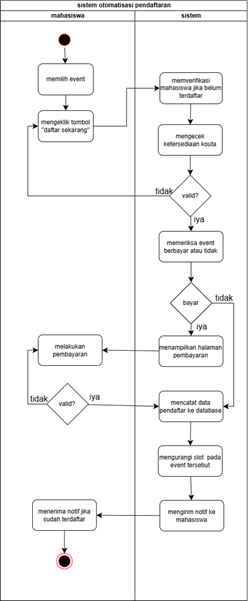 sistem otomatisasi pendaftaran
mahasiswa
sistem
memilih event
mengeklik tombol
"daftar sekarang"
memverifikasi
mahasiswa jika belum
terdaftar
mengecek
ketersediaan kouta
tidak
valid?
iya
memeriksa event
berbayar atau tidak
bayar
tidak
iya
menampilkan halaman
pembayaran
melakukan
pembayaran
tidak
valid?
iya
mencatat data
pendaftar ke database
mengurangi slot pada
event tersebut
mengirim notif ke
mahasiswa
menerima notif jika
sudah terdaftar